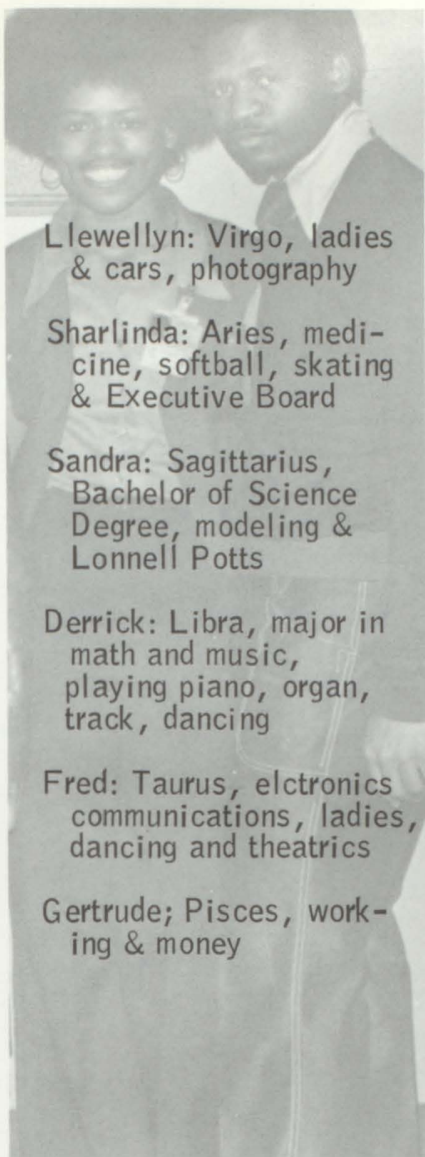 Llewellyn: Virgo, ladies
& cars, photography
Sharlinda: Aries, medi-
cine, softball, skating
& Executive Board
Sandra: Sagittarius,
Bachelor of Science
Degree, modeling &
Lonnell Potts
Derrick: Libra, major in
math and music,
playing piano, organ,
track, dancing
Fred: Taurus, elctronics
communications, ladies,
dancing and theatrics
Gertrude; Pisces, work-
ing & money